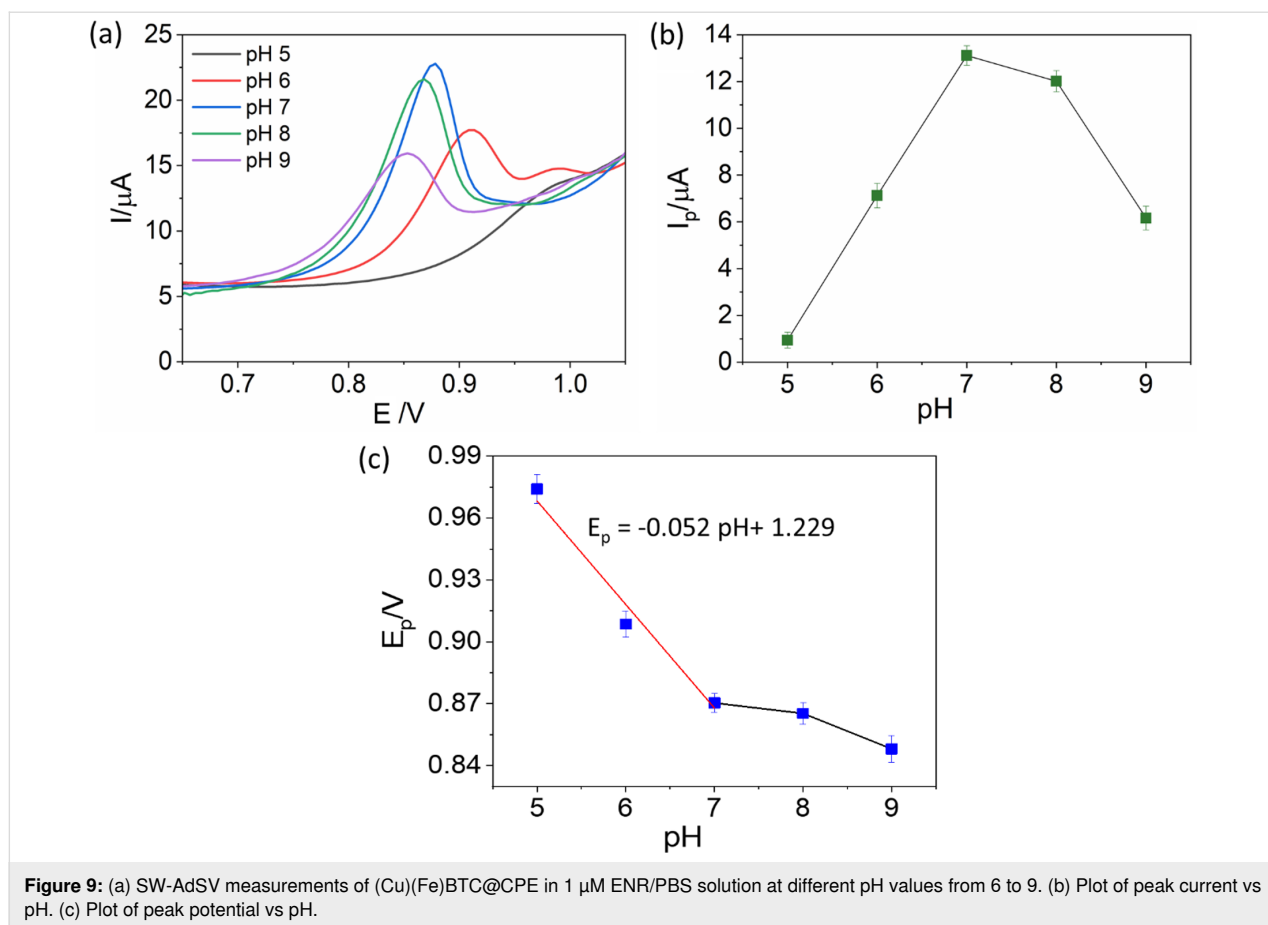 (a)
25
20
15
10
5
0
I/μA
pH 5
pH 6
pH 7
pH 8
pH 9
0.7 0.8 0.9 1.0
E /V
(b)
14
12
10
8
6
4
2
0
Ip/μA
5 6 7 8 9
pH
(c)
0.99
0.96
0.93
0.90
0.87
0.84
Ep/V
Ep = -0.052 pH+ 1.229
5 6 7 8 9
pH
Figure 9: (a) SW-AdSV measurements of (Cu)(Fe)BTC@CPE in 1 μM ENR/PBS solution at different pH values from 6 to 9. (b) Plot of peak current vs
pH. (c) Plot of peak potential vs pH.